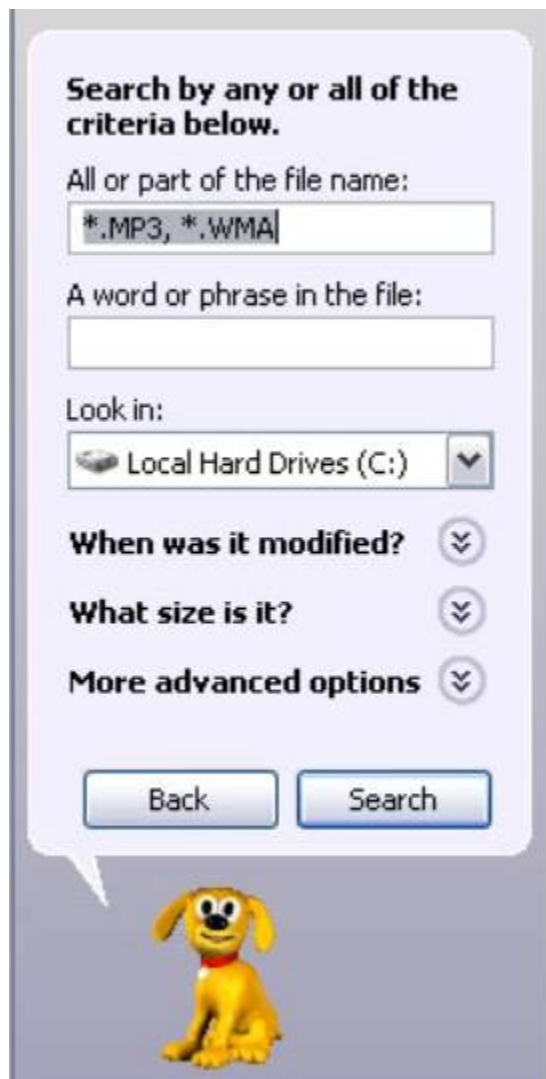 Search by any or all of the
criteria below.
All or part of the file name:
*.MP3, *.WMA
A word or phrase in the file:
Look in:
Local Hard Drives (C:)
When was it modified?
What size is it?
More advanced options
Back
Search